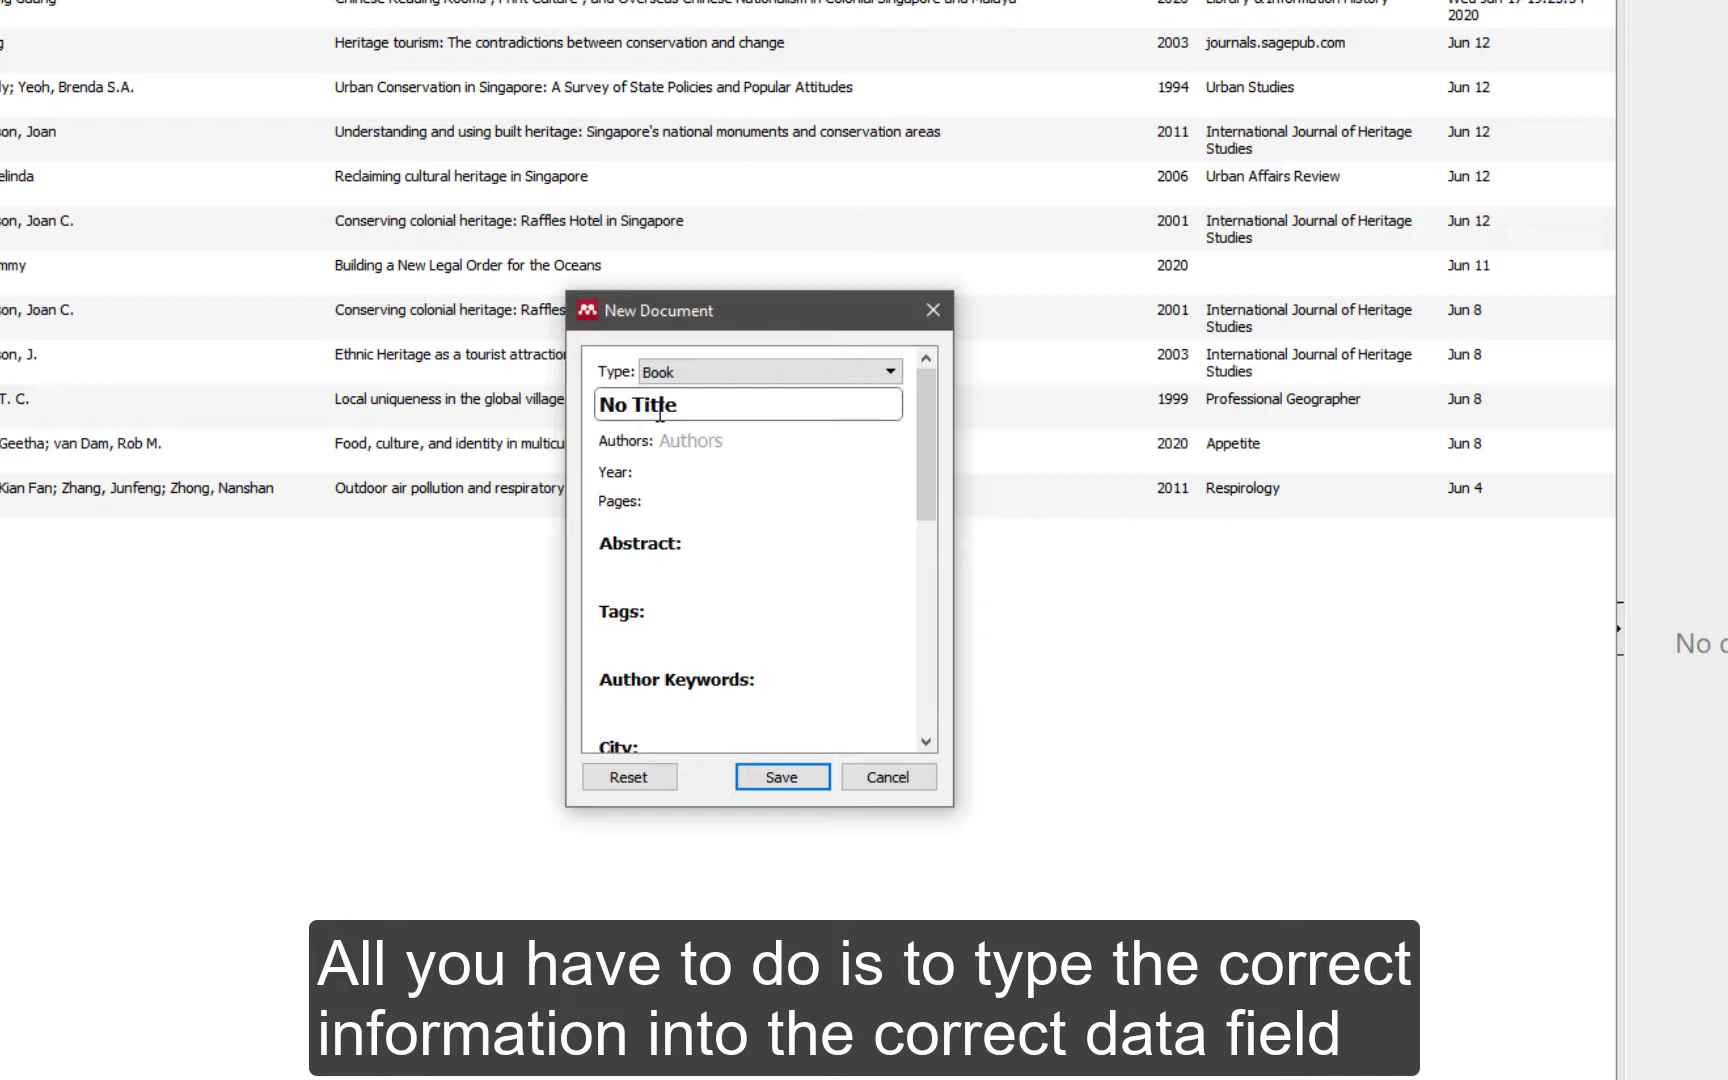 2020
Heritage tourism: The contradictions between conservation and change 2003 journals.sagepub.com Jun 12
Yeoh, Brenda S.A. Urban Conservation in Singapore: A Survey of State Policies and Popular Attitudes 1994 Urban Studies Jun 12
son, Joan Understanding and using built heritage: Singapore's national monuments and conservation areas 2011 International Journal of Heritage Jun 12
Studies
elinda Reclaiming cultural heritage in Singapore 2006 Urban Affairs Review Jun 12
son, Joan C. Conserving colonial heritage: Raffles Hotel in Singapore 2001 International Journal of Heritage Jun 12
Studies
mmy Building a New Legal Order for the Oceans 2020 Jun 11
son, Joan C. Conserving colonial heritage: Raffles 2001 International Journal of Heritage Jun 8
Studies
son, J. Ethnic Heritage as a tourist attractio 2003 International Journal of Heritage Jun 8
Studies
T. C. Local uniqueness in the global village 1999 Professional Geographer Jun 8
Geetha; van Dam, Rob M. Food, culture, and identity in multicu 2020 Appetite Jun 8
Kian Fan; Zhang, Junfeng; Zhong, Nanshan Outdoor air pollution and respiratory 2011 Respirology Jun 4
New Document
Type: Book
No Title
Authors: Authors
Year:
Pages:
Abstract:
Tags:
Author Keywords:
City:
Reset Save Cancel
No
All you have to do is to type the correct
information into the correct data field